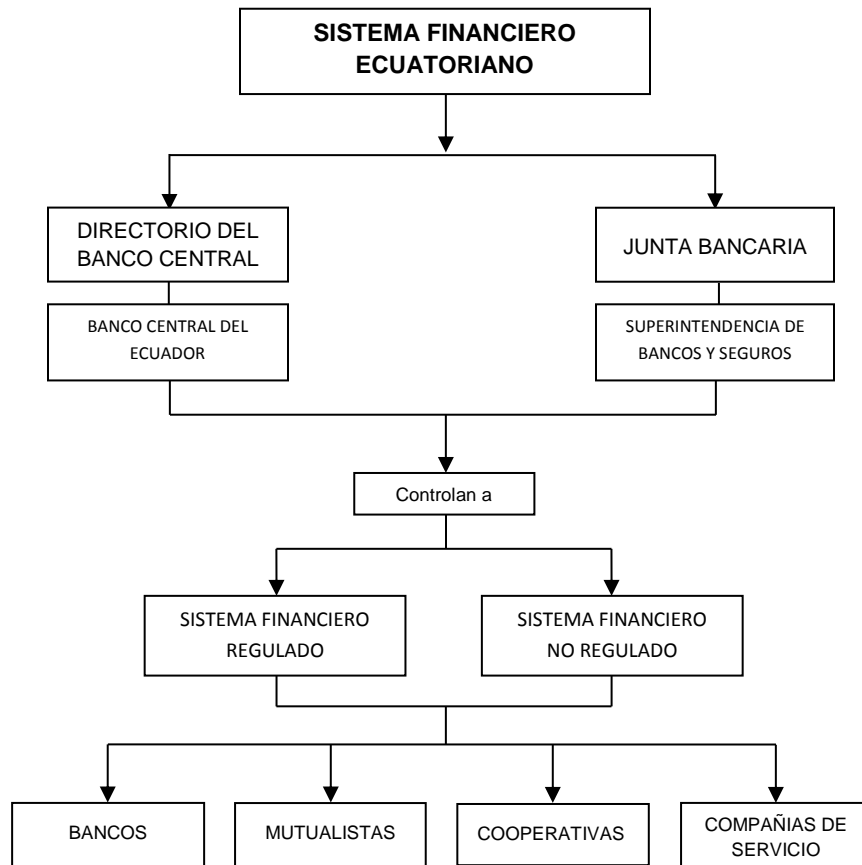 SISTEMA FINANCIERO
ECUATORIANO
DIRECTORIO DEL
BANCO CENTRAL
JUNTA BANCARIA
BANCO CENTRAL DEL
ECUADOR
SUPERINTENDENCIA DE
BANCOS Y SEGUROS
Controlan a
SISTEMA FINANCIERO
REGULADO
SISTEMA FINANCIERO
NO REGULADO
BANCOS
MUTUALISTAS
COOPERATIVAS
COMPAÑIAS DE
SERVICIO